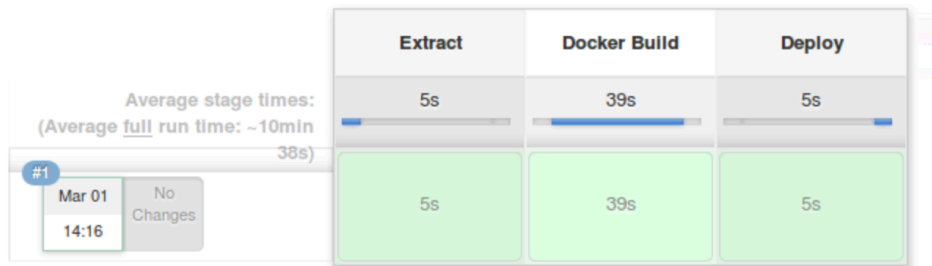 Extract Docker Build Deploy
Average stage times: 5s 39s 5s
(Average full run time: ~10min
38s)
#1
Mar 01 No
Changes
14:16
5s 39s 5s